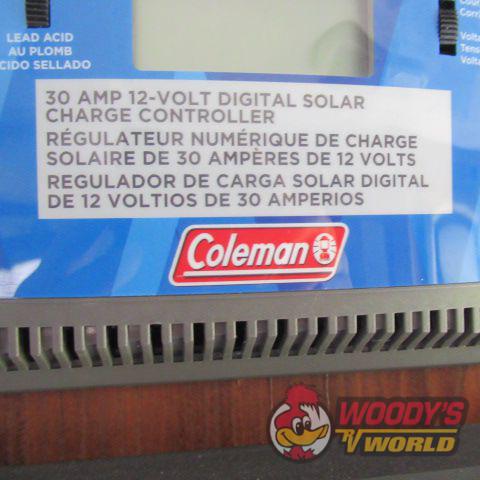 LEAD ACID
AU PLOMB
CIDO SELLADO
Volta
30 AMP 12-VOLT DIGITAL SOLAR
CHARGE CONTROLLER
RÉGULATEUR NUMÉRIQUE DE CHARGE
SOLAIRE DE 30 AMPÈRES DE 12 VOLTS
REGULADOR DE CARGA SOLAR DIGITAL
DE 12 VOLTIOS DE 30 AMPERIOS
Coleman
WOODY'S
RV WORLD